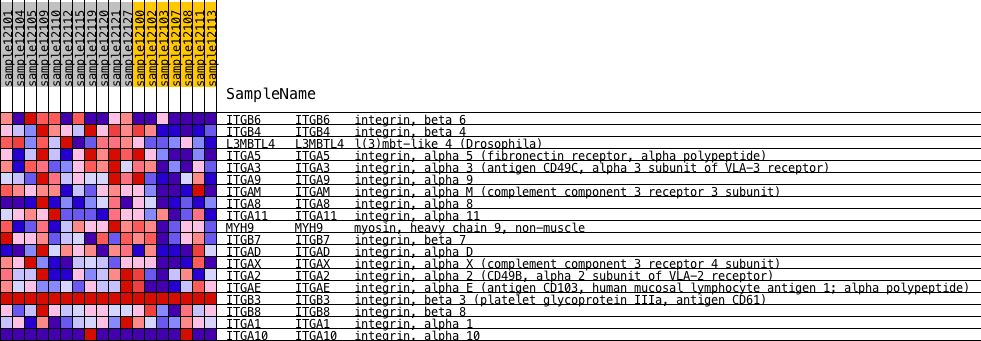 sample12101
sample12104
sample12105
sample12109
sample12110
sample12112
sample12115
sample12119
sample12120
sample12121
sample12127
sample12100
sample12102
sample12103
sample12107
sample12108
sample12111
sample12113
SampleName
ITGB6 ITGB6 integrin, beta 6
ITGB4 ITGB4 integrin, beta 4
L3MBTL4 L3MBTL4 l(3)mbt-like 4 (Drosophila)
ITGA5 ITGA5 integrin, alpha 5 (fibronectin receptor, alpha polypeptide)
ITGA3 ITGA3 integrin, alpha 3 (antigen CD49C, alpha 3 subunit of VLA-3 receptor)
ITGA9 ITGA9 integrin, alpha 9
ITGAM ITGAM integrin, alpha M (complement component 3 receptor 3 subunit)
ITGA8 ITGA8 integrin, alpha 8
ITGA11 ITGA11 integrin, alpha 11
MYH9 MYH9 myosin, heavy chain 9, non-muscle
ITGB7 ITGB7 integrin, beta 7
ITGAD ITGAD integrin, alpha D
ITGAX ITGAX integrin, alpha X (complement component 3 receptor 4 subunit)
ITGA2 ITGA2 integrin, alpha 2 (CD49B, alpha 2 subunit of VLA-2 receptor)
ITGAE ITGAE integrin, alpha E (antigen CD103, human mucosal lymphocyte antigen 1; alpha polypeptide)
ITGB3 ITGB3 integrin, beta 3 (platelet glycoprotein IIIa, antigen CD61)
ITGB8 ITGB8 integrin, beta 8
ITGA1 ITGA1 integrin, alpha 1
ITGA10 ITGA10 integrin, alpha 10